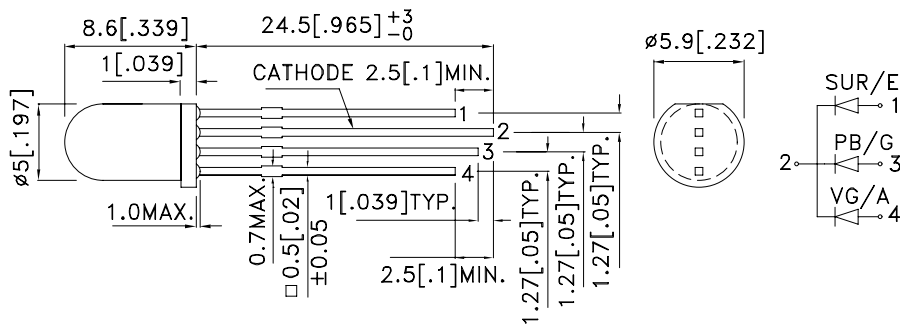 8.6[.339]
24.5[.965] +3 −0
1[.039]
CATHODE
2.5[.1]MIN.
ø5[.197]
1
2
3
4
1.0MAX.
0.7MAX.
□0.5[.02]
±0.05
1[.039]TYP.
2.5[.1]MIN.
1.27[.05]TYP.
1.27[.05]TYP.
1.27[.05]TYP.
ø5.9[.232]
SUR/E
1
PB/G
2
3
VG/A
4